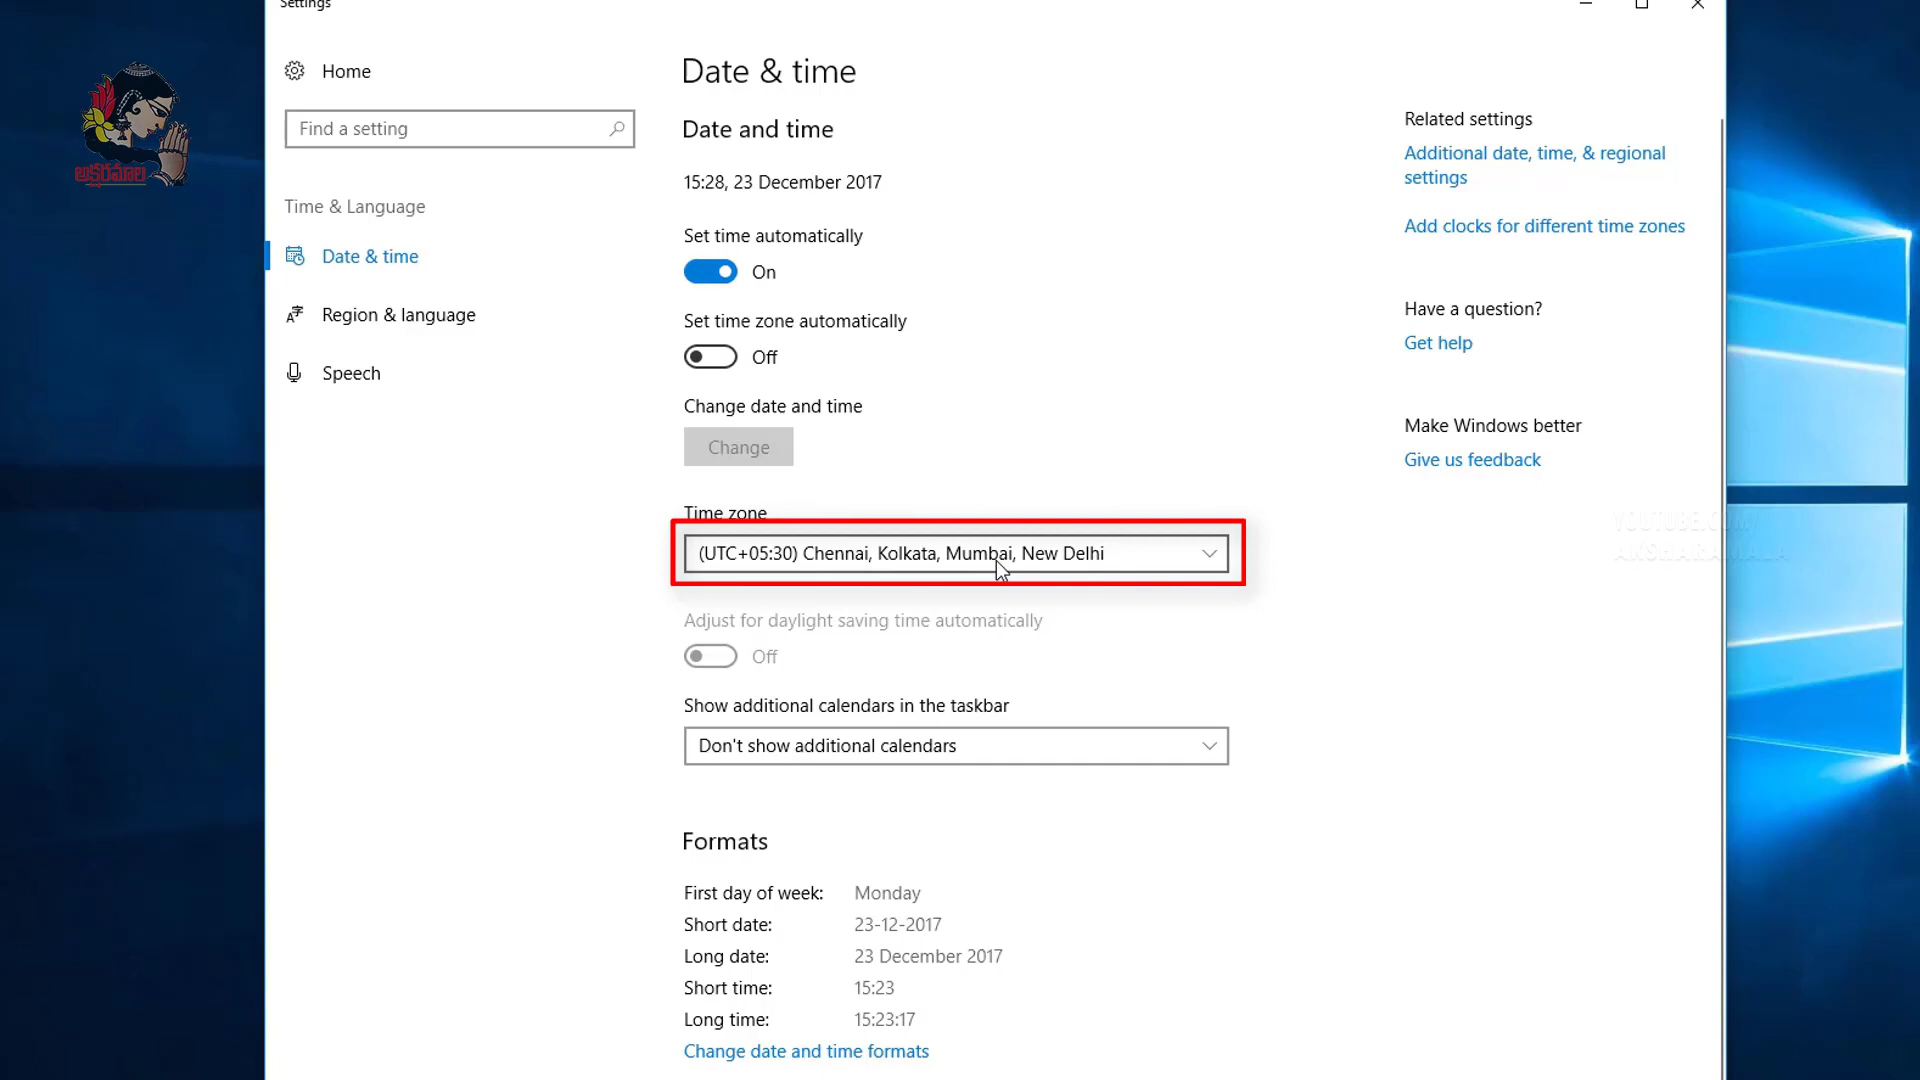 Settings
Home
Find a setting
Time & Language
Date & time
Region & language
Speech
Date & time
Date and time
15:28, 23 December 2017
Set time automatically
On
Set time zone automatically
Off
Change date and time
Change
Time zone
(UTC+05:30) Chennai, Kolkata, Mumbai, New Delhi
Adjust for daylight saving time automatically
Off
Show additional calendars in the taskbar
Don't show additional calendars
Formats
First day of week: Monday
Short date: 23-12-2017
Long date: 23 December 2017
Short time: 15:23
Long time: 15:23:17
Change date and time formats
Related settings
Additional date, time, & regional
settings
Add clocks for different time zones
Have a question?
Get help
Make Windows better
Give us feedback
YOUTUBE.COM/
AKSHARAMALA
అక్షరమాల